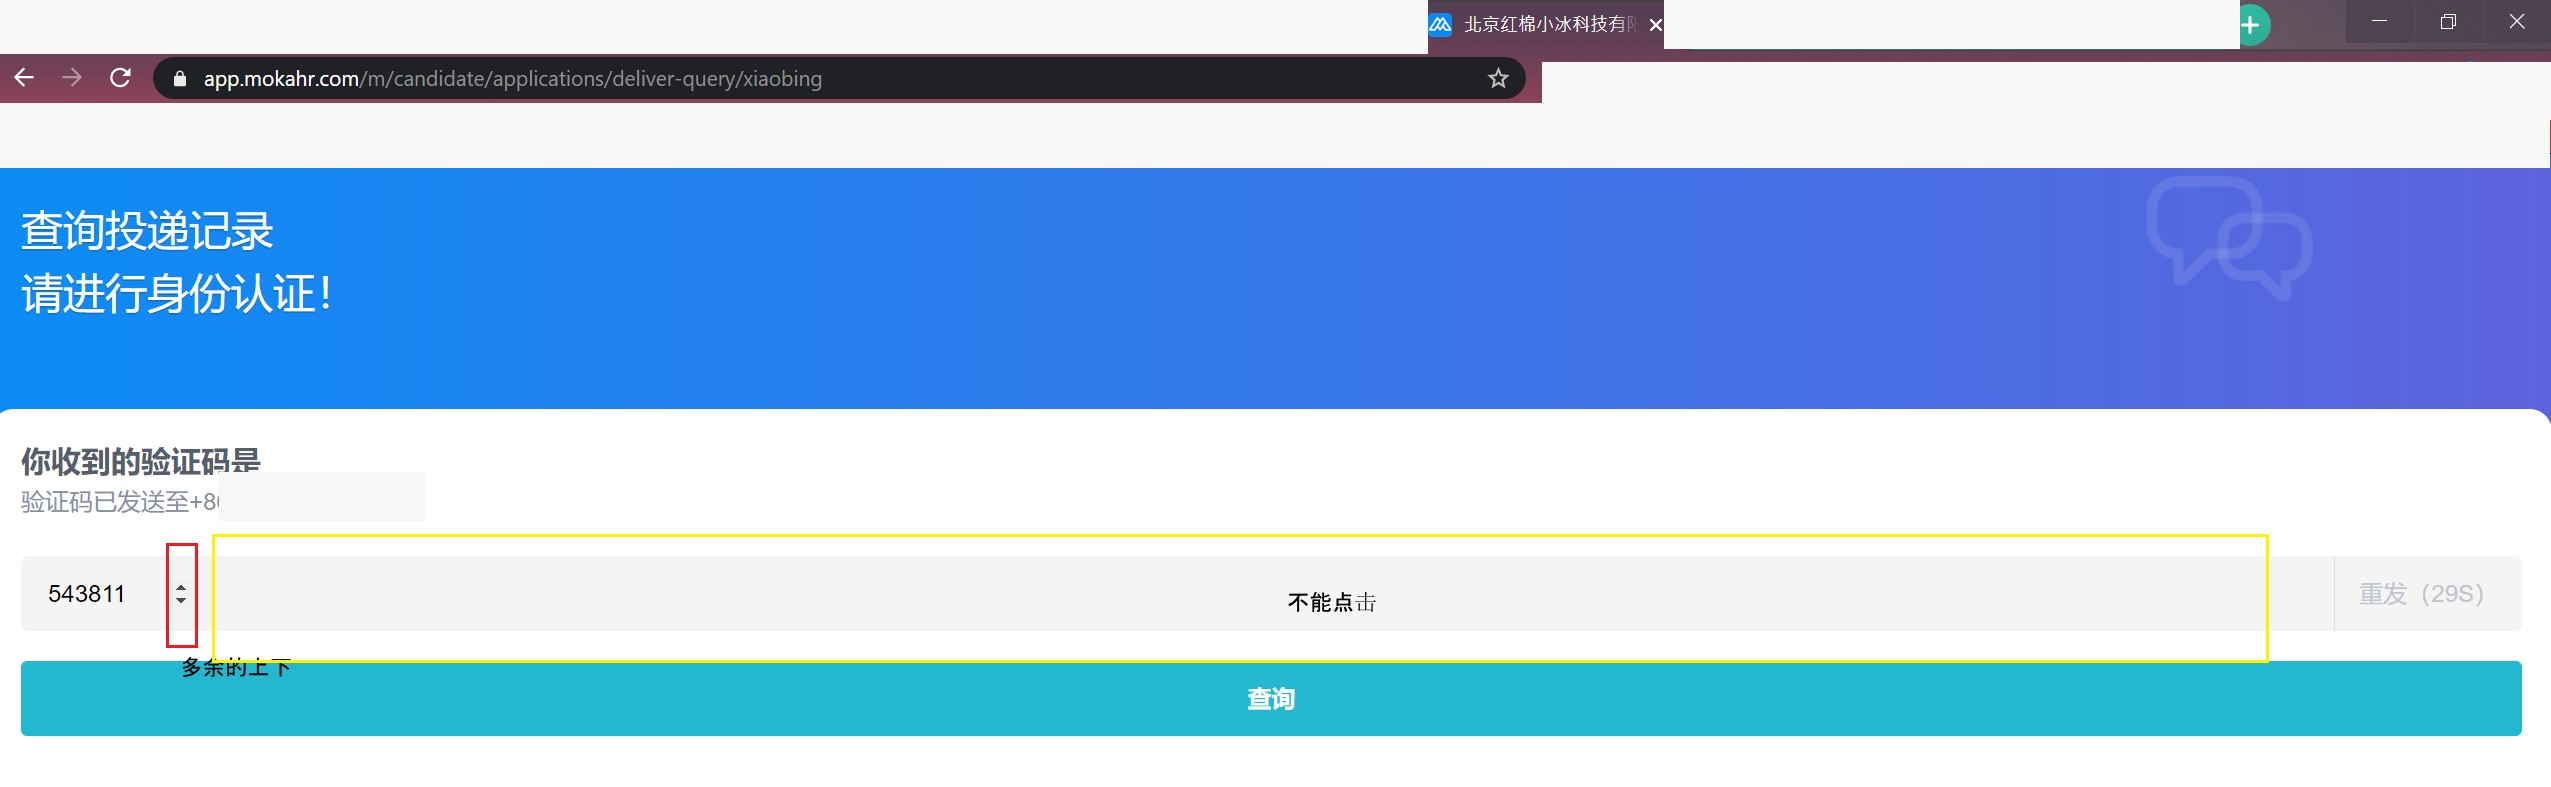 北京红棉小冰科技有
app.mokahr.com/m/candidate/applications/deliver-query/xiaobing
查询投递记录
请进行身份认证！
你收到的验证码是
验证码已发送至+86
543811
不能点击
重发（29S）
多余的上下
查询